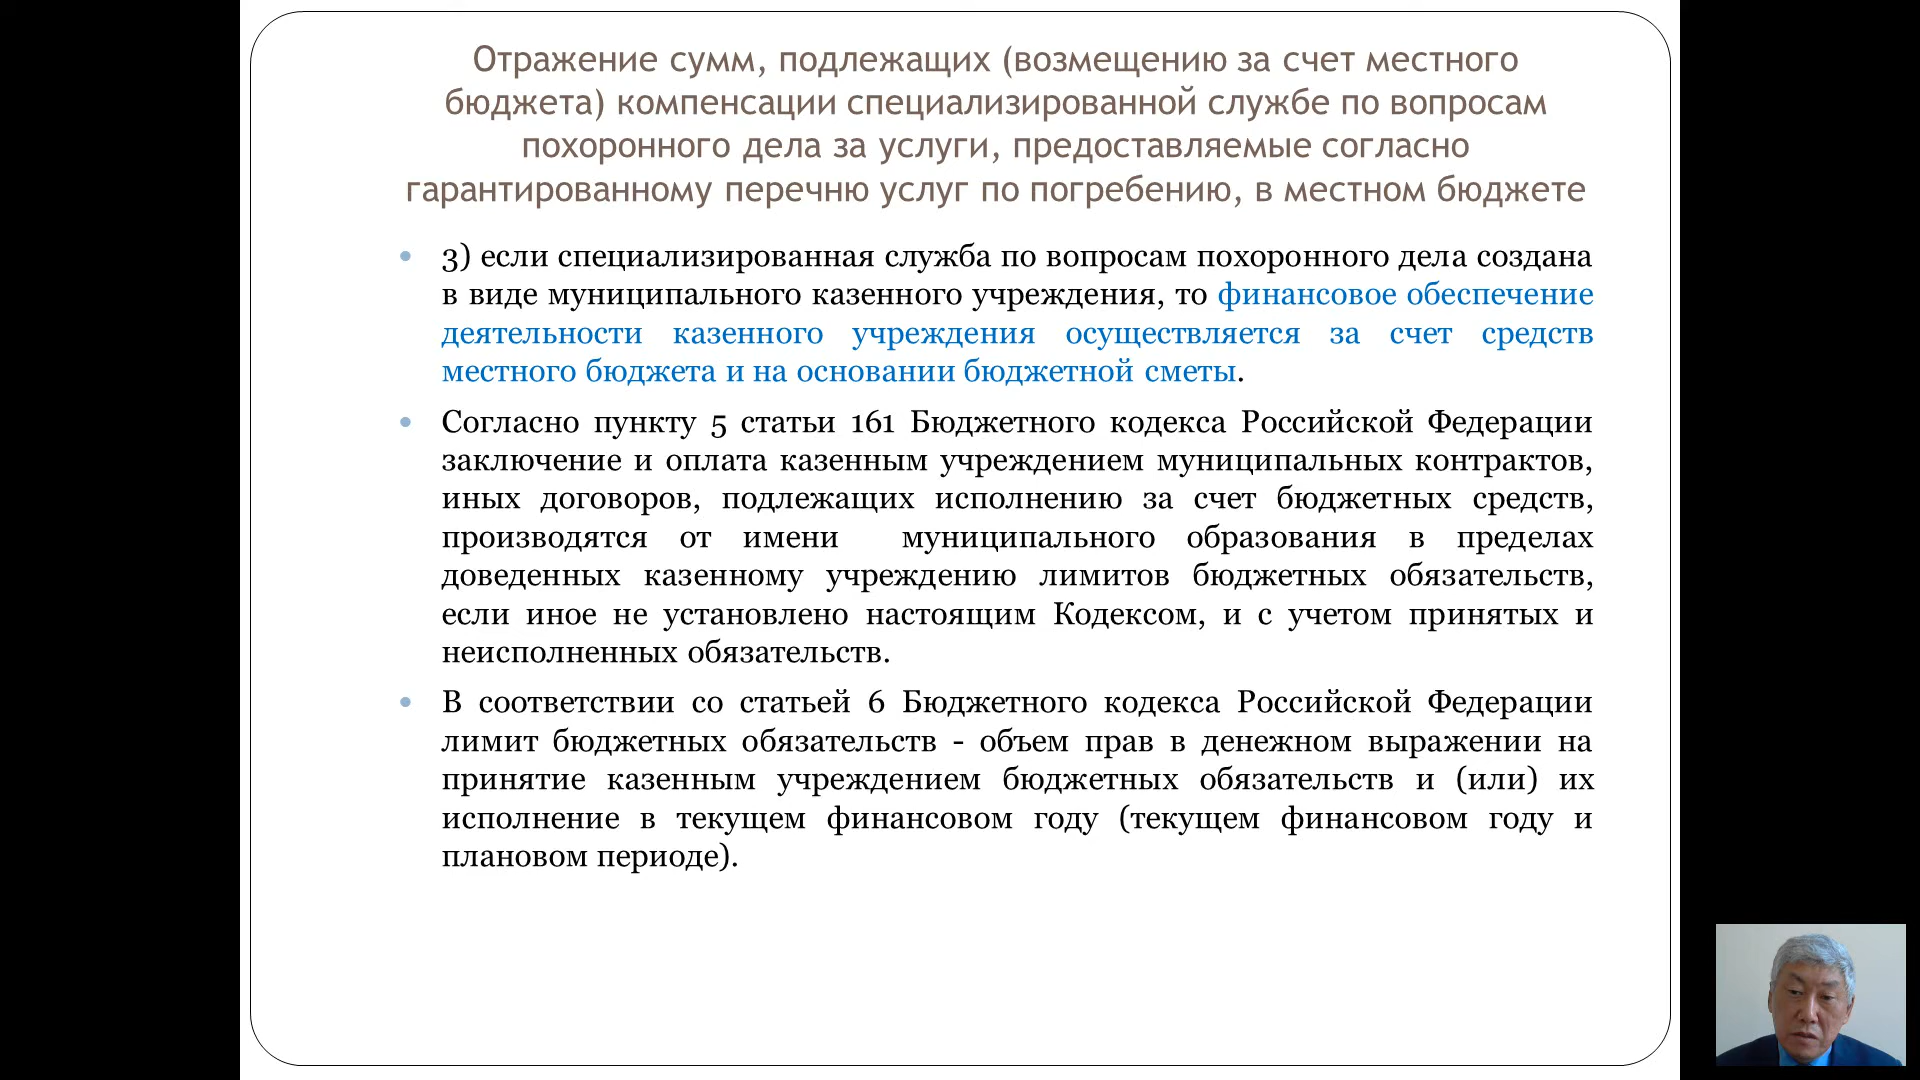 Отражение сумм, подлежащих (возмещению за счет местного
бюджета) компенсации специализированной службе по вопросам
похоронного дела за услуги, предоставляемые согласно
гарантированному перечню услуг по погребению, в местном бюджете
• 3) если специализированная служба по вопросам похоронного дела создана
в виде муниципального казенного учреждения, то финансовое обеспечение
деятельности казенного учреждения осуществляется за счет средств
местного бюджета и на основании бюджетной сметы.
• Согласно пункту 5 статьи 161 Бюджетного кодекса Российской Федерации
заключение и оплата казенным учреждением муниципальных контрактов,
иных договоров, подлежащих исполнению за счет бюджетных средств,
производятся от имени муниципального образования в пределах
доведенных казенному учреждению лимитов бюджетных обязательств,
если иное не установлено настоящим Кодексом, и с учетом принятых и
неисполненных обязательств.
• В соответствии со статьей 6 Бюджетного кодекса Российской Федерации
лимит бюджетных обязательств - объем прав в денежном выражении на
принятие казенным учреждением бюджетных обязательств и (или) их
исполнение в текущем финансовом году (текущем финансовом году и
плановом периоде).